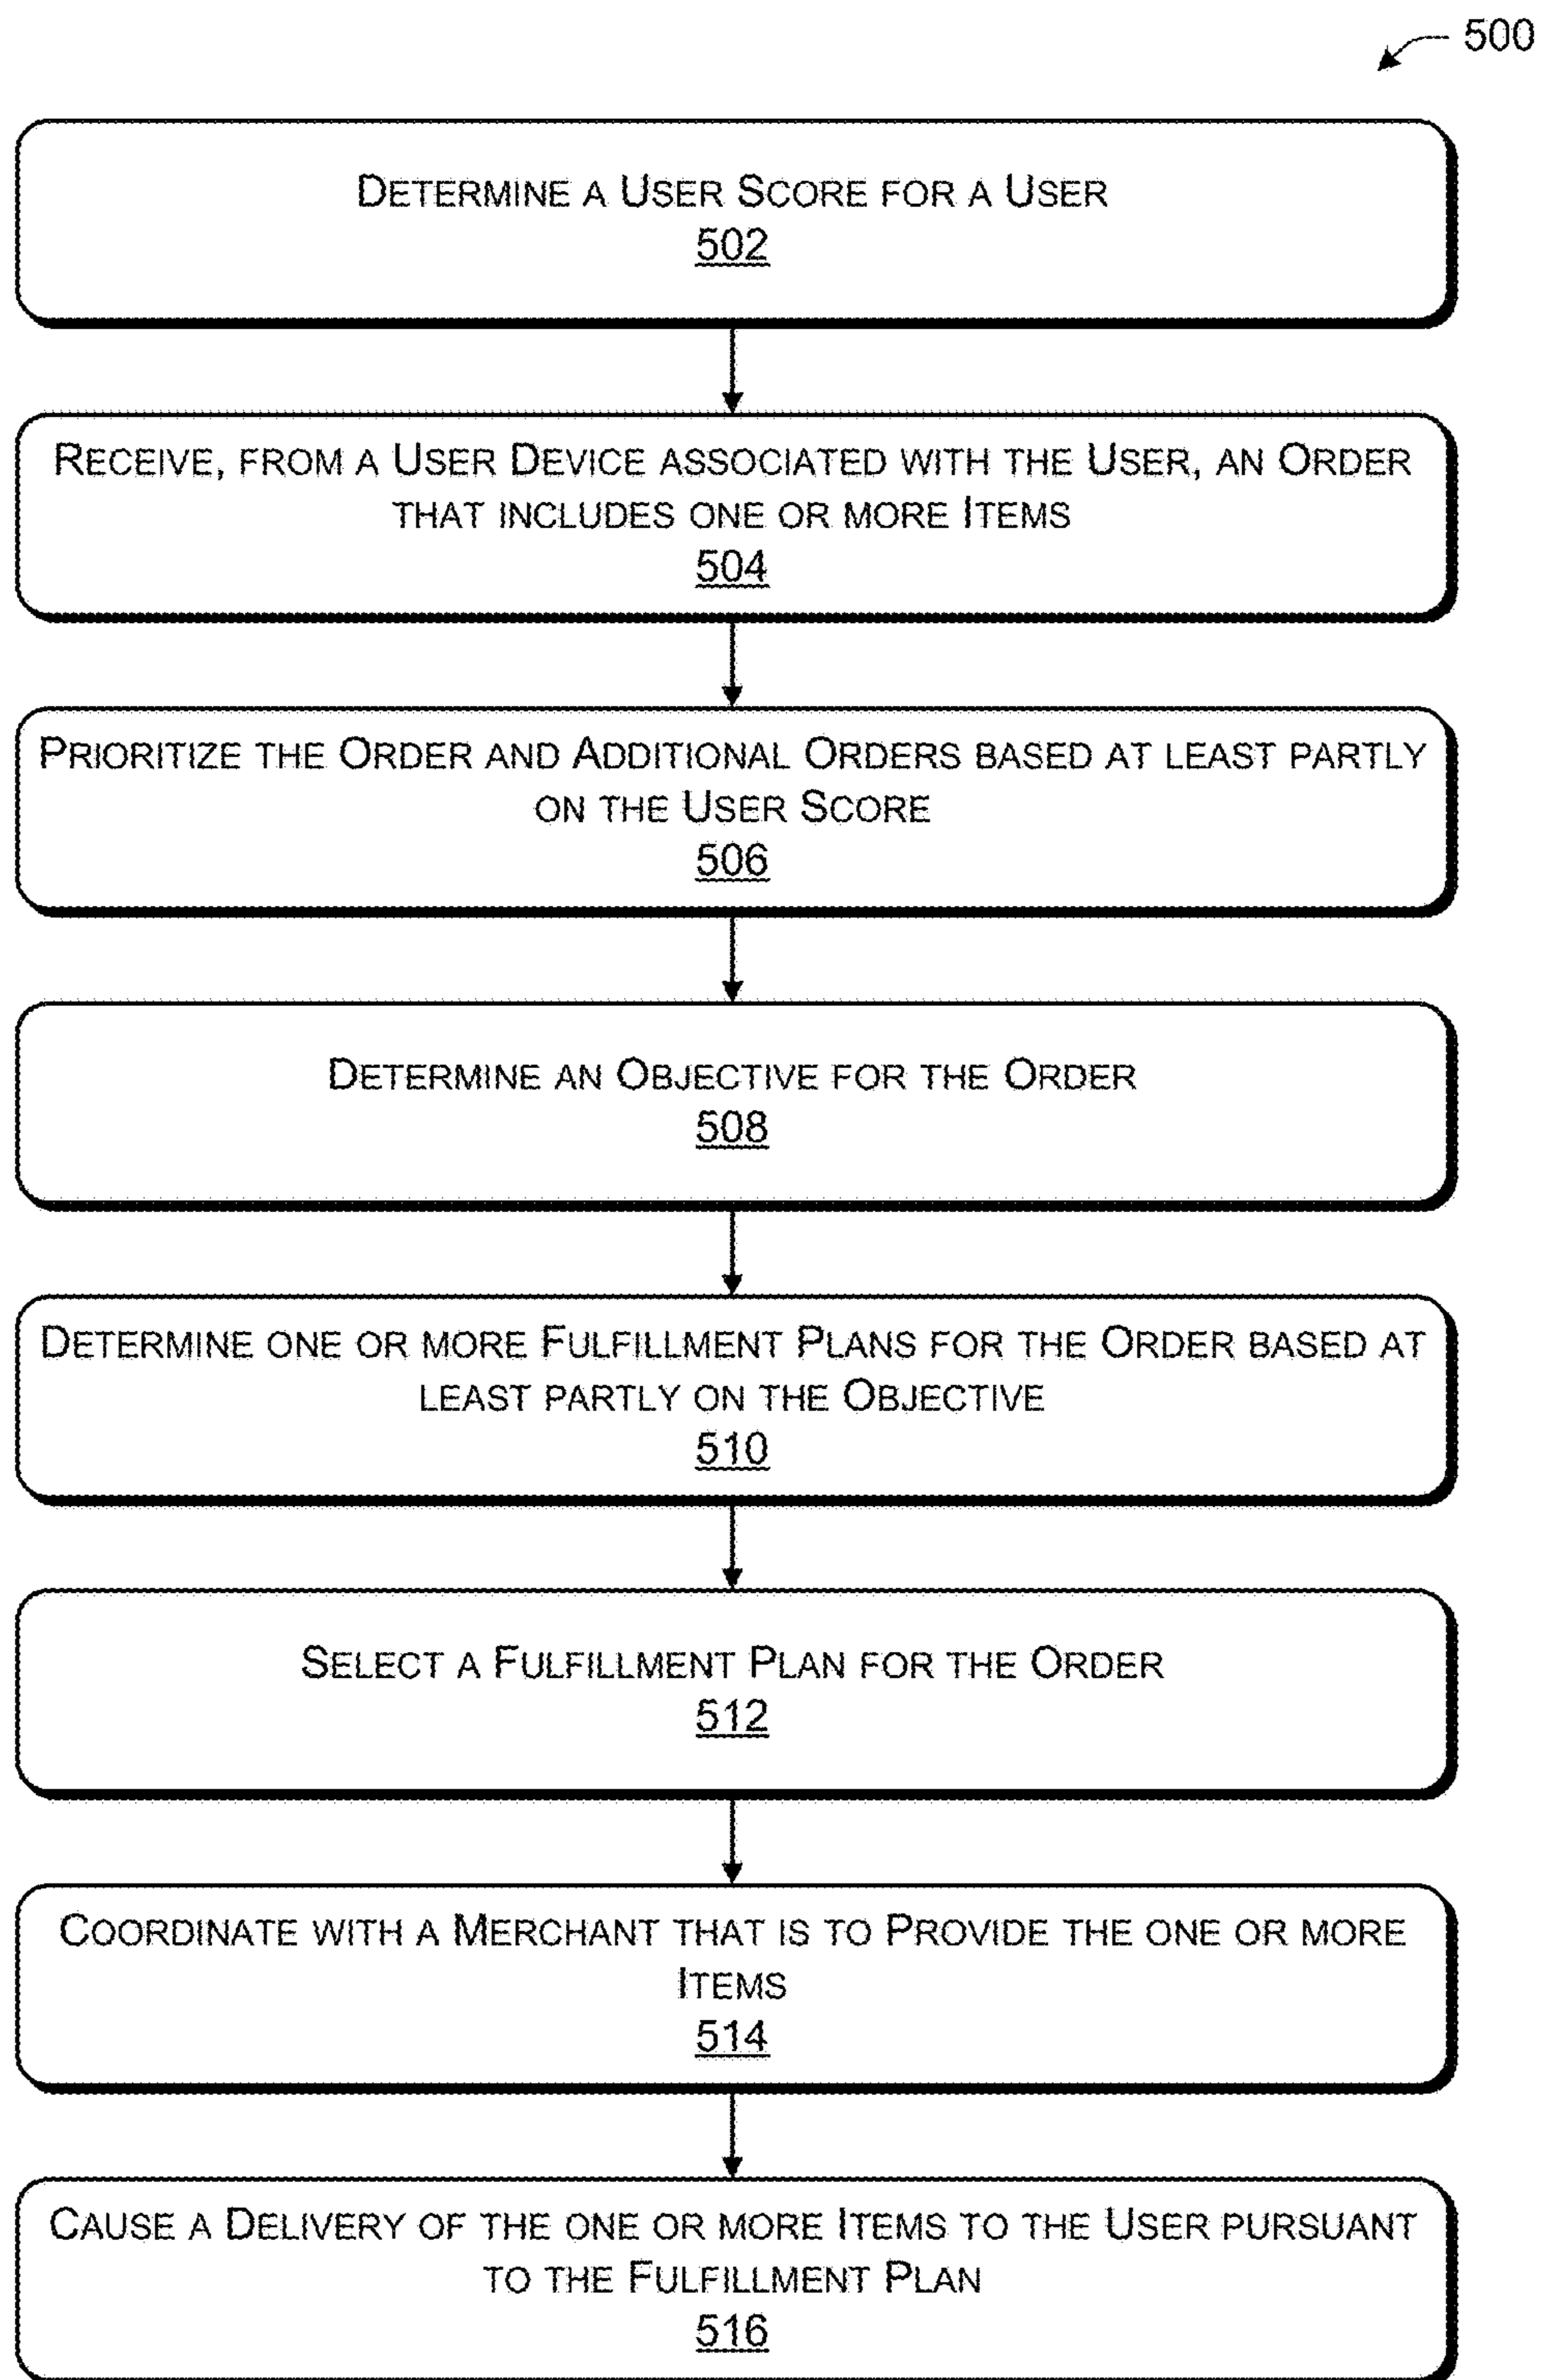 500
DETERMINE A USER SCORE FOR A USER
502
RECEIVE, FROM A USER DEVICE ASSOCIATED WITH THE USER, AN ORDER
THAT INCLUDES ONE OR MORE ITEMS
504
PRIORITIZE THE ORDER AND ADDITIONAL ORDERS BASED AT LEAST PARTLY
ON THE USER SCORE
506
DETERMINE AN OBJECTIVE FOR THE ORDER
508
DETERMINE ONE OR MORE FULFILLMENT PLANS FOR THE ORDER BASED AT
LEAST PARTLY ON THE OBJECTIVE
510
SELECT A FULFILLMENT PLAN FOR THE ORDER
512
COORDINATE WITH A MERCHANT THAT IS TO PROVIDE THE ONE OR MORE
ITEMS
514
CAUSE A DELIVERY OF THE ONE OR MORE ITEMS TO THE USER PURSUANT
TO THE FULFILLMENT PLAN
516